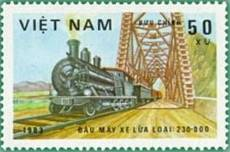 VIỆT NAM
BƯU CHÍNH
50
XU
1983
ĐẦU MÁY XE LỬA LOẠI: 230-000